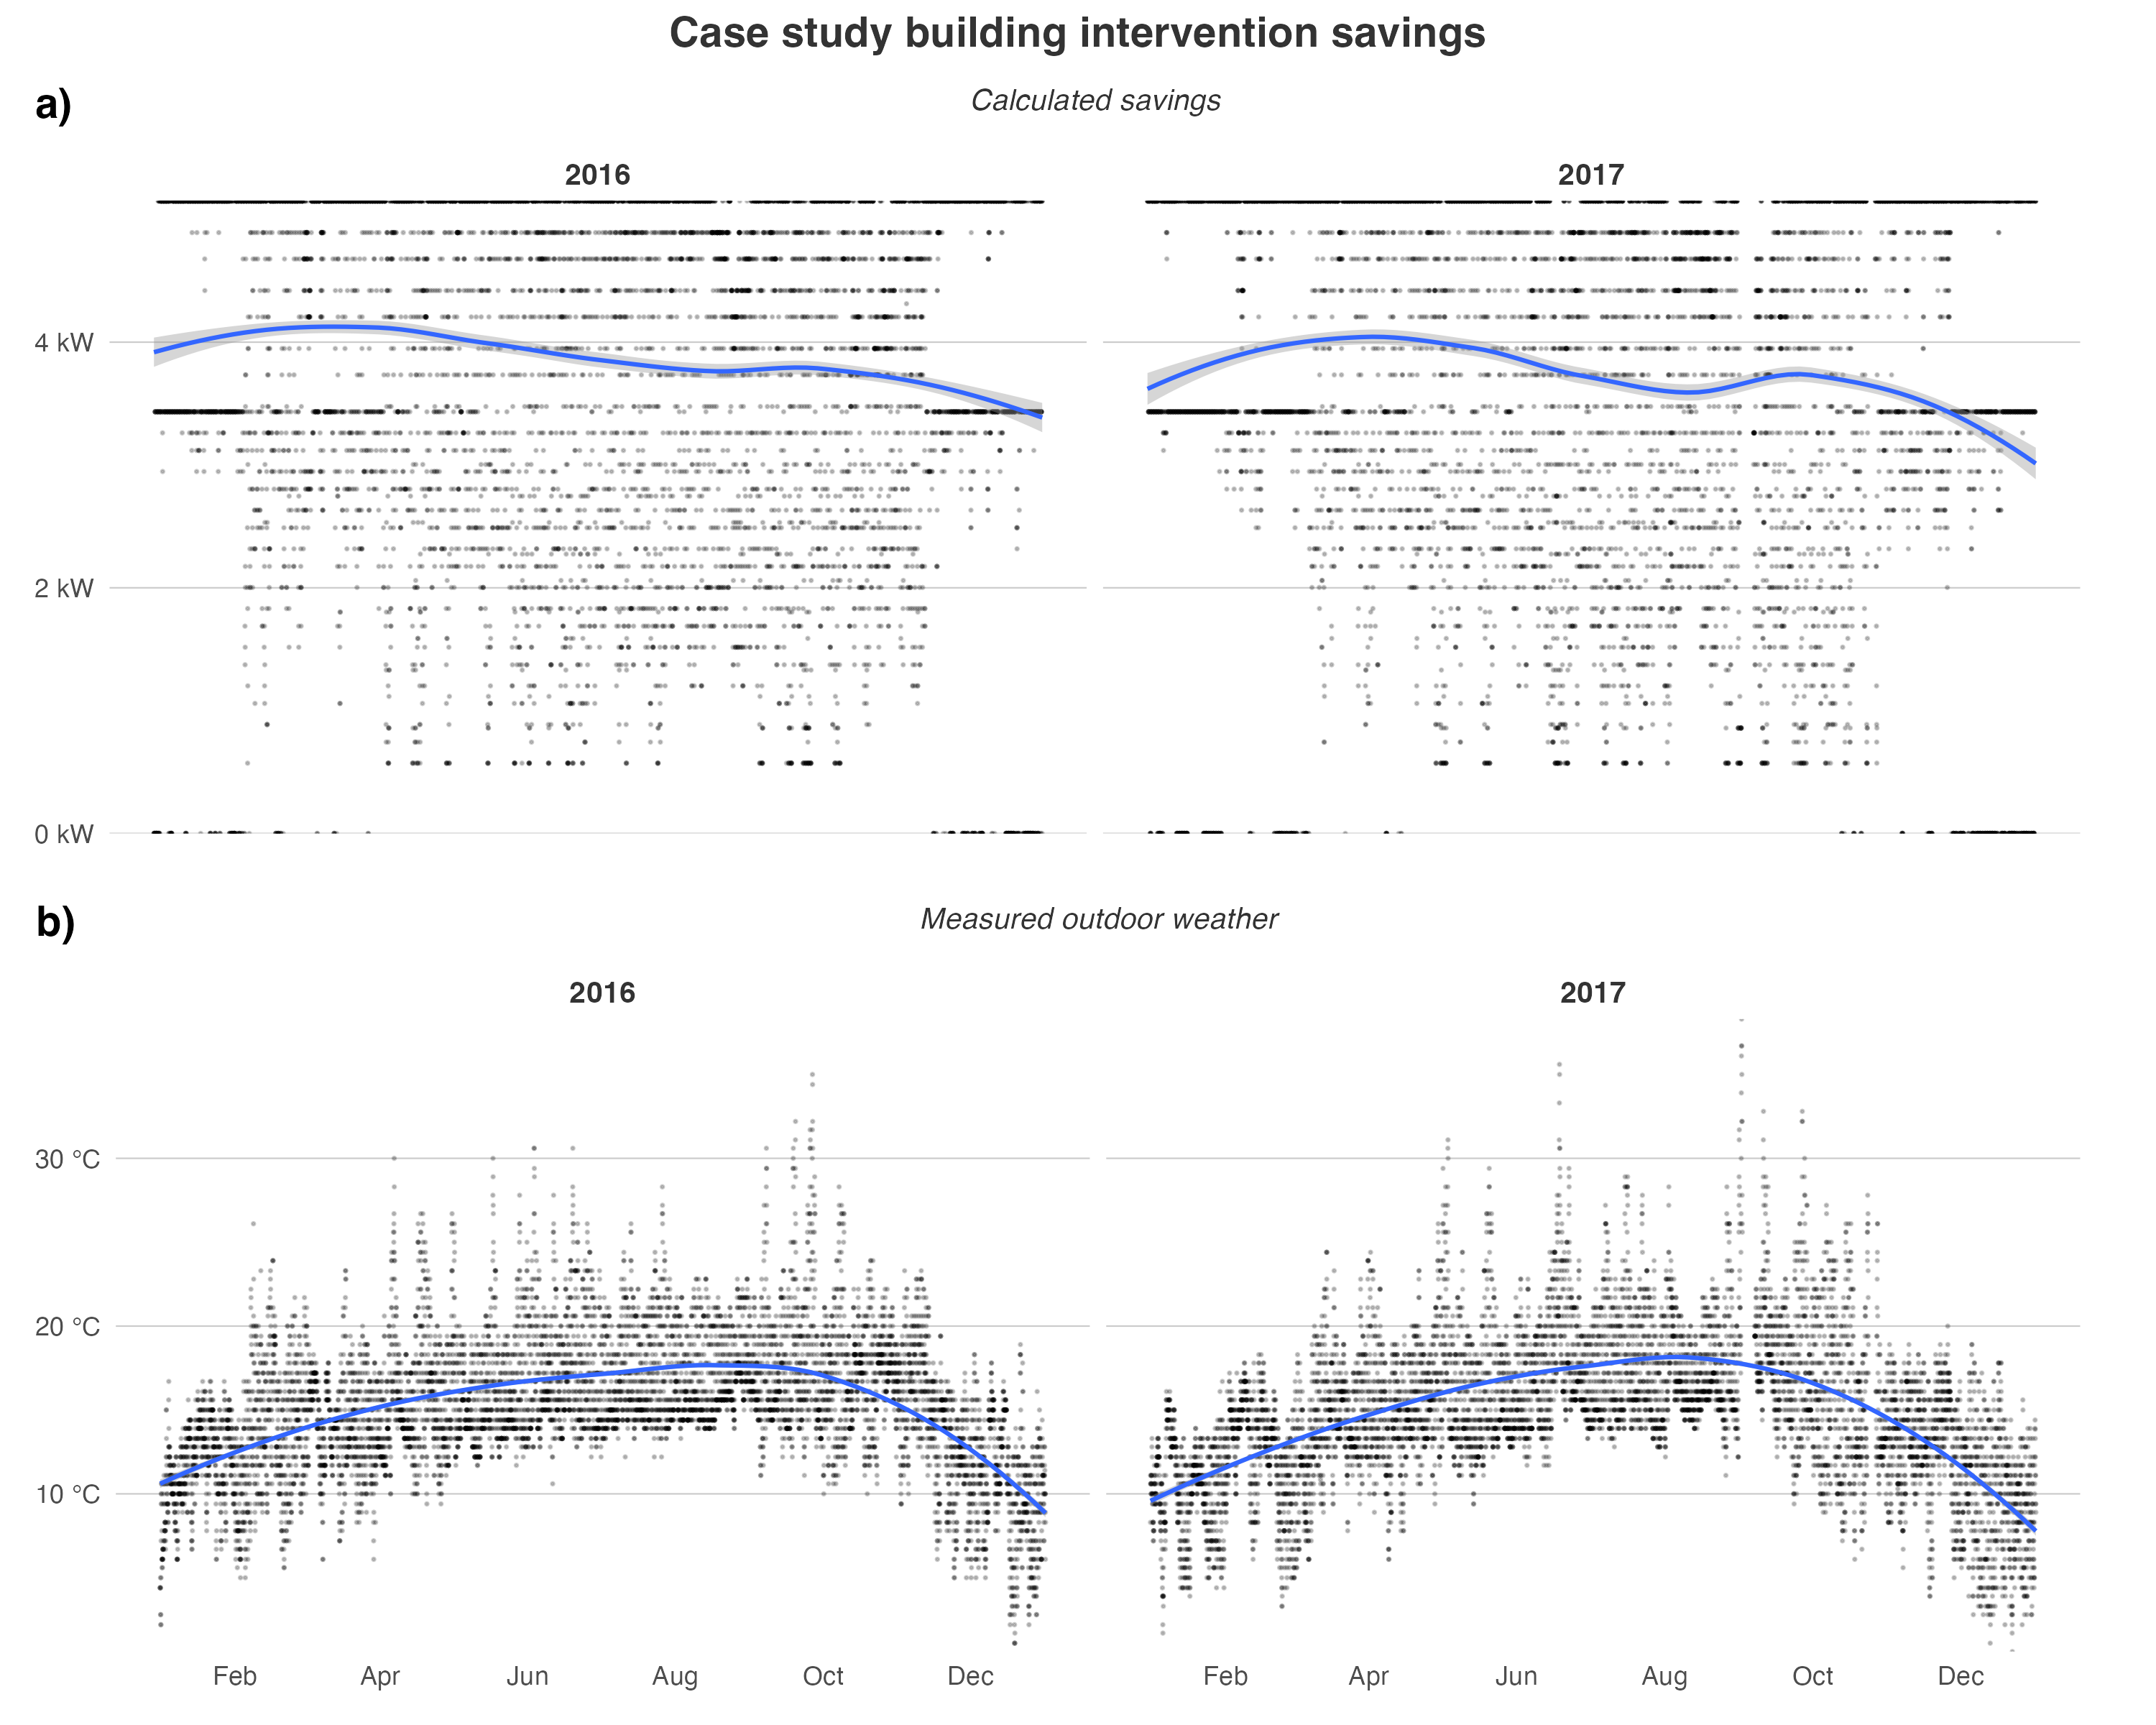 Case study building intervention savings
a)
Calculated savings
2016 2017
4 kW
2 kW
0 kW
b)
Measured outdoor weather
2016 2017
30 °C
20 °C
10 °C
Feb Apr Jun Aug Oct Dec Feb Apr Jun Aug Oct Dec